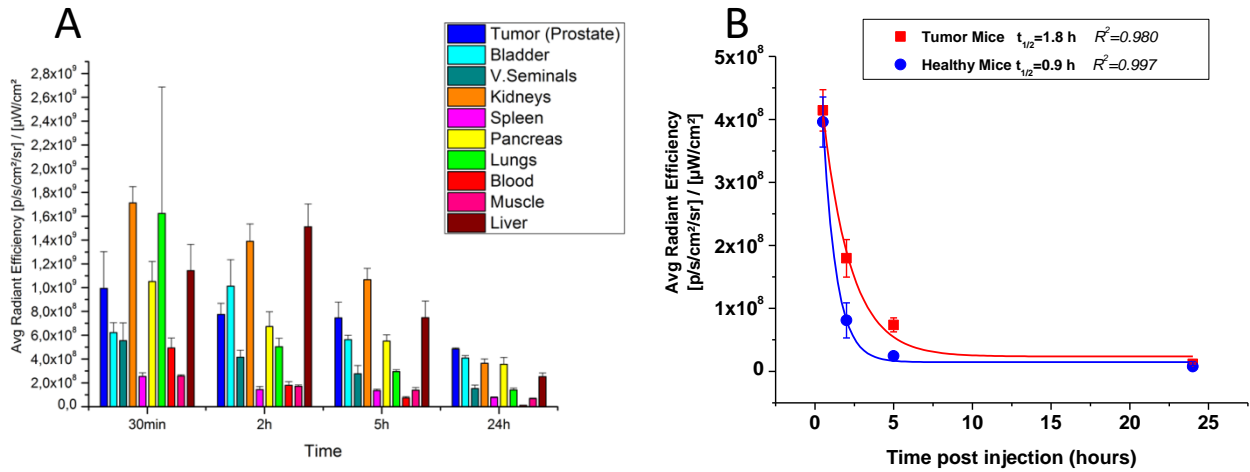 A
Tumor (Prostate)
Bladder
V.Seminals
Kidneys
Spleen
Pancreas
Lungs
Blood
Muscle
Liver
Avg Radiant Efficiency [p/s/cm²/sr] / [µW/cm²]
2,8x10⁹
2,6x10⁹
2,4x10⁹
2,2x10⁹
2,0x10⁹
1,8x10⁹
1,6x10⁹
1,4x10⁹
1,2x10⁹
1,0x10⁹
8,0x10⁸
6,0x10⁸
4,0x10⁸
2,0x10⁸
0,0
30min 2h 5h 24h
Time
B
Tumor Mice t₁/₂=1.8 h R²=0.980
Healthy Mice t₁/₂=0.9 h R²=0.997
Avg Radiant Efficiency
[p/s/cm²/sr] / [µW/cm²]
4x10⁸
3x10⁸
2x10⁸
1x10⁸
0
0 5 10 15 20 25
Time post injection (hours)